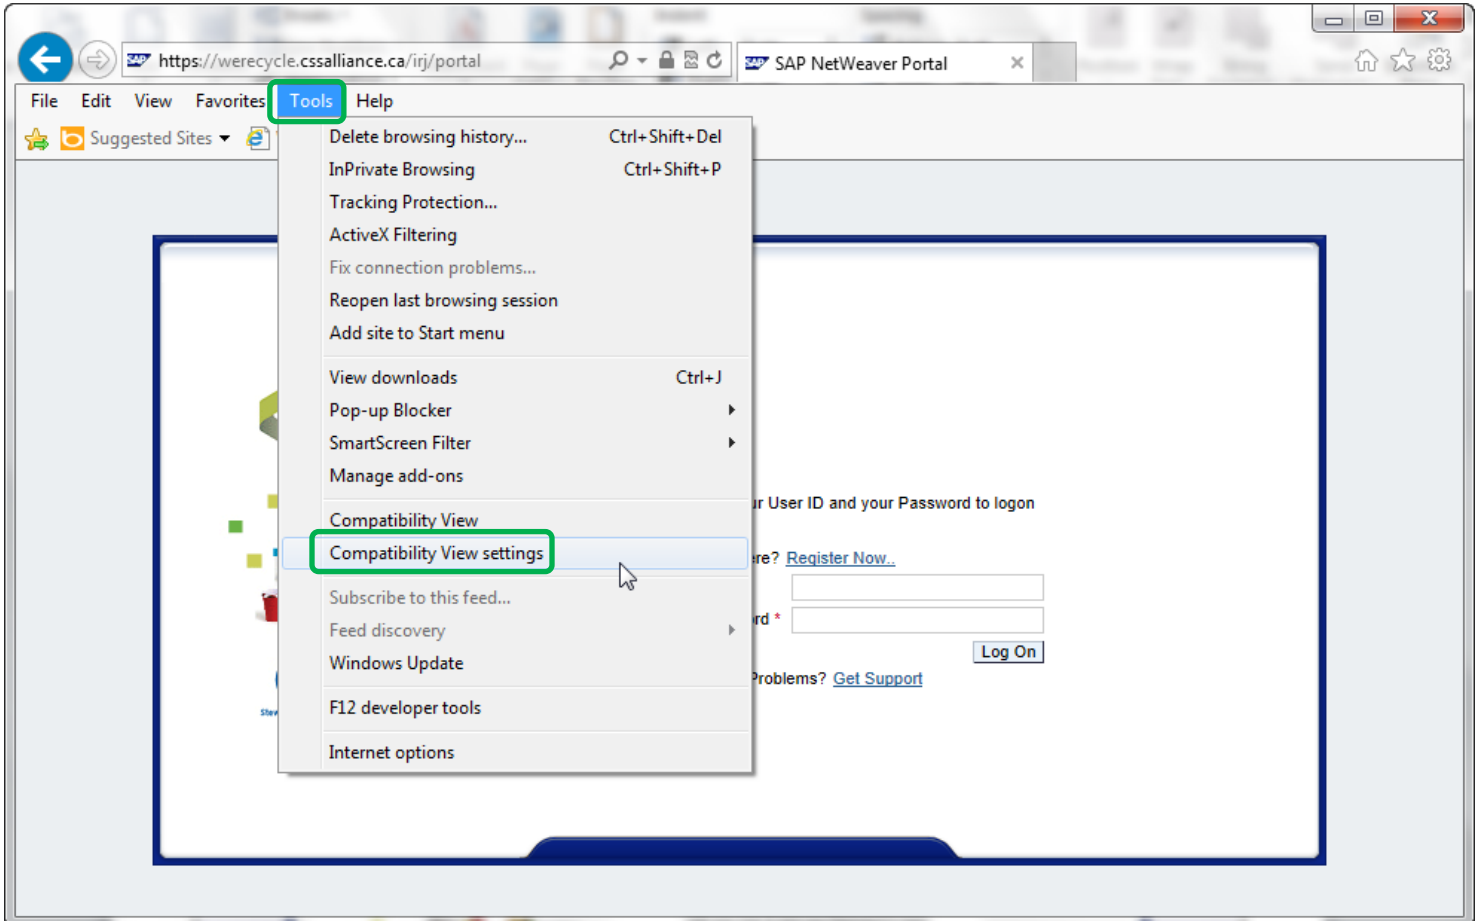 https://werecycle.cssalliance.ca/irj/portal
SAP NetWeaver Portal
File Edit View Favorites Tools Help
Suggested Sites
Delete browsing history... Ctrl+Shift+Del
InPrivate Browsing Ctrl+Shift+P
Tracking Protection...
ActiveX Filtering
Fix connection problems...
Reopen last browsing session
Add site to Start menu
View downloads Ctrl+J
Pop-up Blocker
SmartScreen Filter
Manage add-ons
Compatibility View
Compatibility View settings
Subscribe to this feed...
Feed discovery
Windows Update
F12 developer tools
Internet options
User ID and your Password to logon
Register Now..
*
Log On
Problems? Get Support